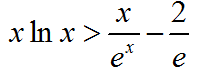 x ln x > x/e^x − 2/e